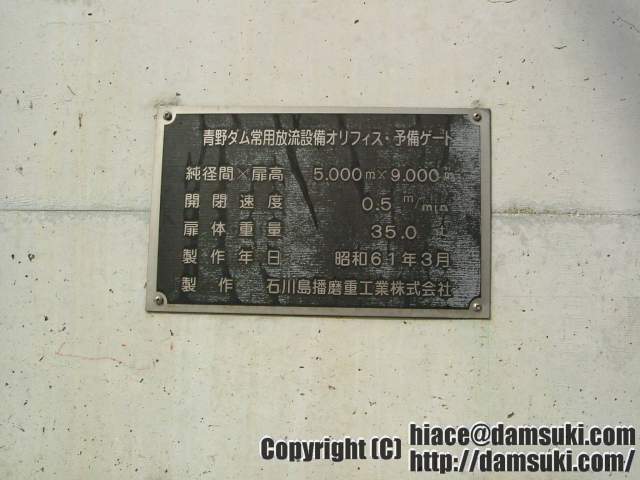 青野ダム常用放流設備オリフィス・予備ゲート
純径間×扉高 5.000m×9.000m
開閉速度 0.5 m/min
扉体重量 35.0 t
製作年日 昭和61年3月
製作 石川島播磨重工業株式会社
Copyright (C) hiace@damsuki.com
http://damsuki.com/